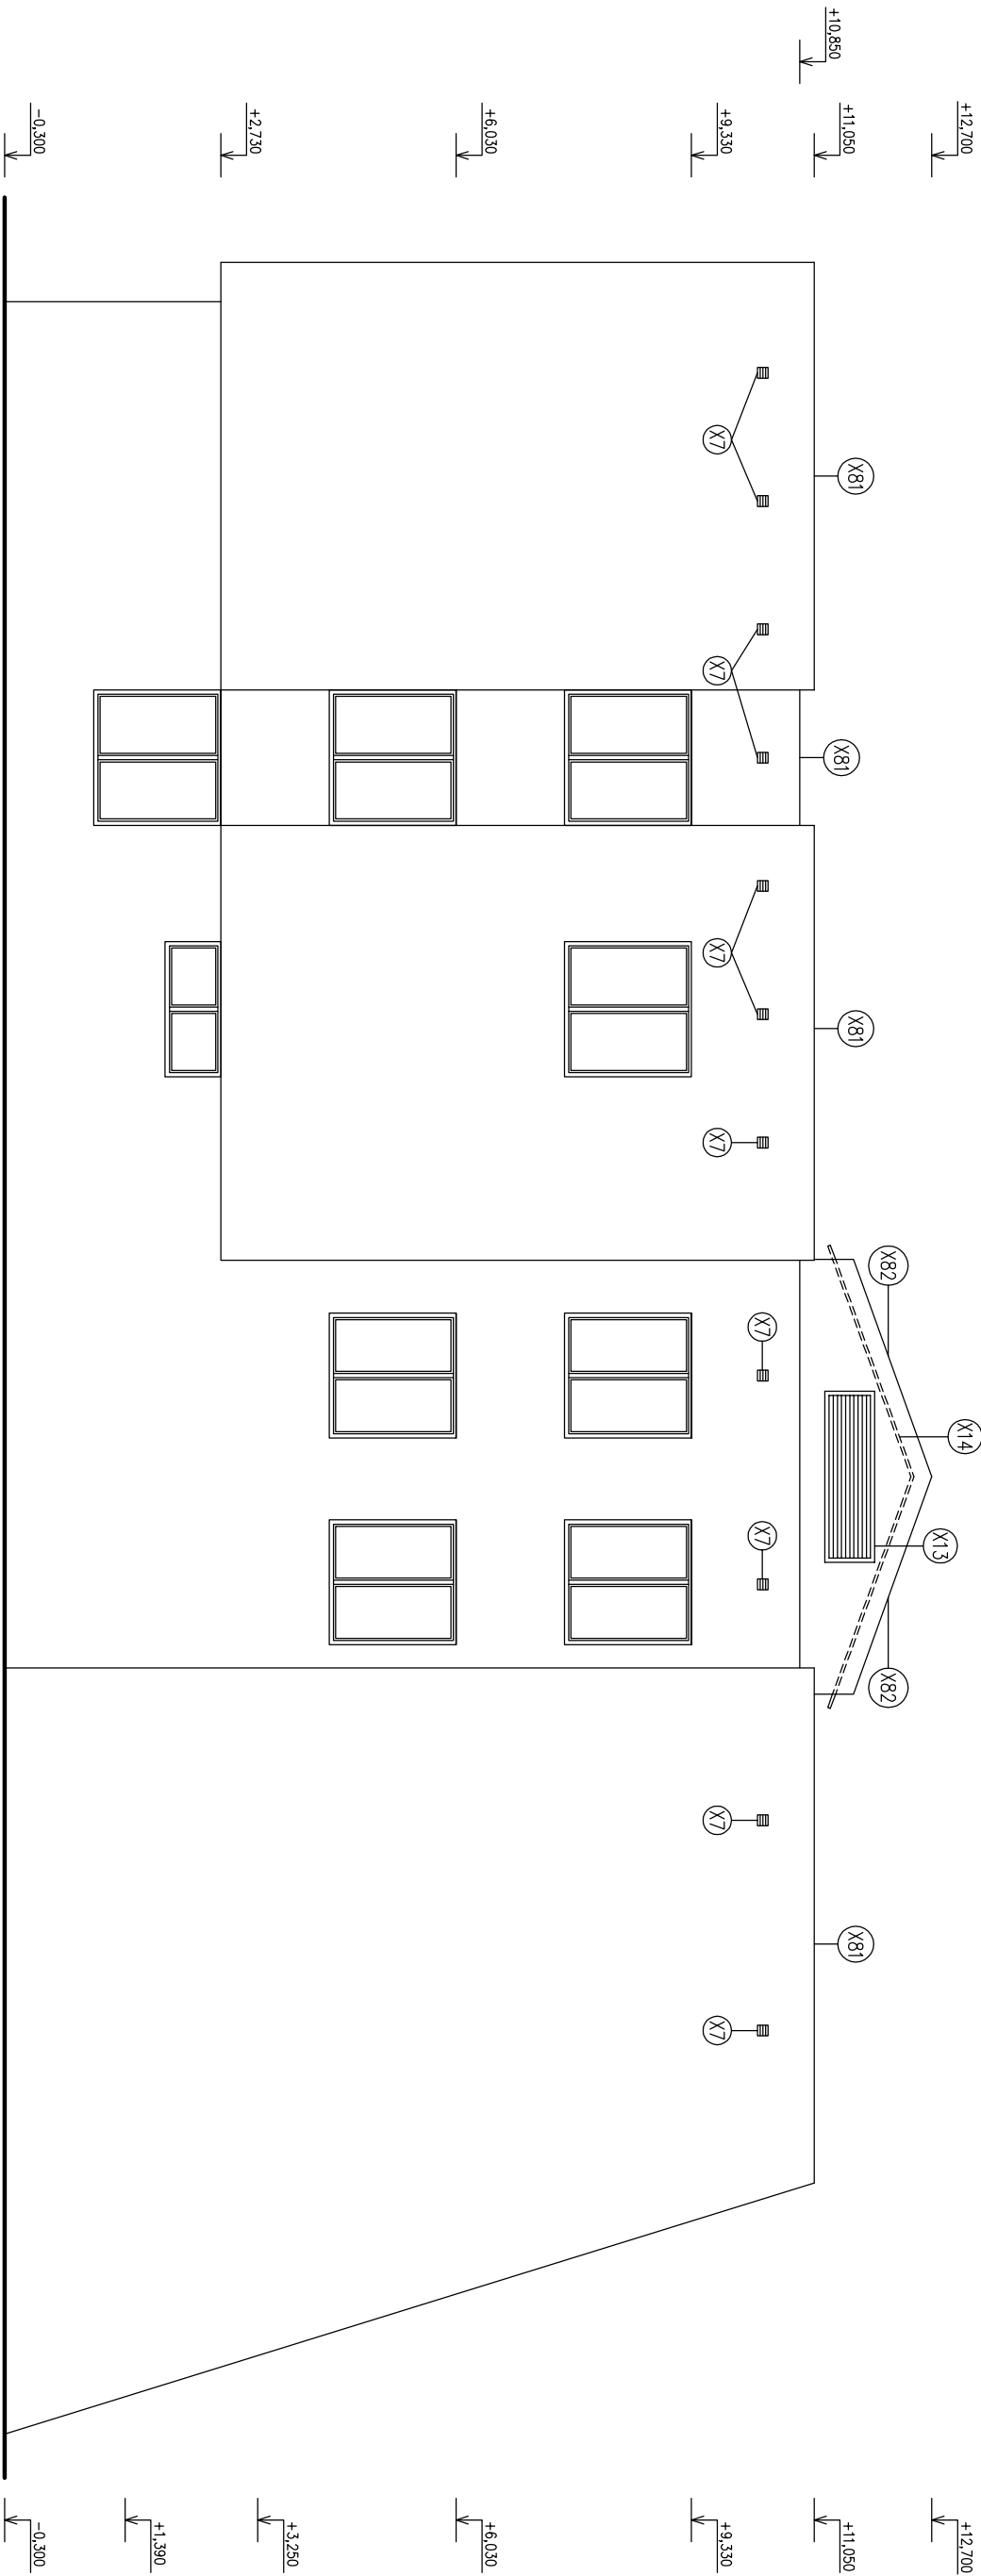 +10,850
+12,700
+11,050
+9,330
+6,030
+2,730
-0,300
X81
X7
X7
X81
X7
X81
X7
X82
X7
X14
X13
X7
X82
X7
X81
X7
+12,700
+11,050
+9,330
+6,030
+3,250
+1,390
-0,300